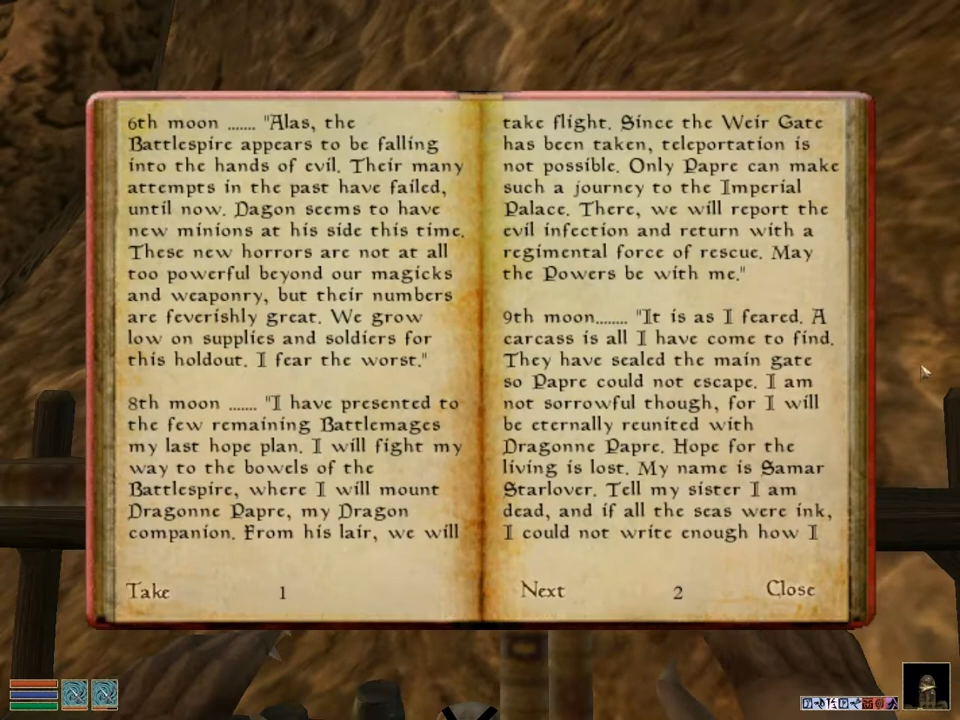 6th moon ....... "Alas, the
Battlespire appears to be falling
into the hands of evil. Their many
attempts in the past have failed,
until now. Dagon seems to have
new minions at his side this time.
These new horrors are not at all
too powerful beyond our magicks
and weaponry, but their numbers
are feverishly great. We grow
low on supplies and soldiers for
this holdout. I fear the worst."
8th moon ....... "I have presented to
the few remaining Battlemages
my last hope plan. I will fight my
way to the bowels of the
Battlespire, where I will mount
Dragonne Papre, my Dragon
companion. From his lair, we will
take flight. Since the Weir Gate
has been taken, teleportation is
not possible. Only Papre can make
such a journey to the Imperial
Palace. There, we will report the
evil infection and return with a
regimental force of rescue. May
the Powers be with me."
9th moon........ "It is as I feared. A
carcass is all I have come to find.
They have sealed the main gate
so Papre could not escape. I am
not sorrowful though, for I will
be eternally reunited with
Dragonne Papre. Hope for the
living is lost. My name is Samar
Starlover. Tell my sister I am
dead, and if all the seas were ink,
I could not write enough how I
Take
1
Next
2
Close